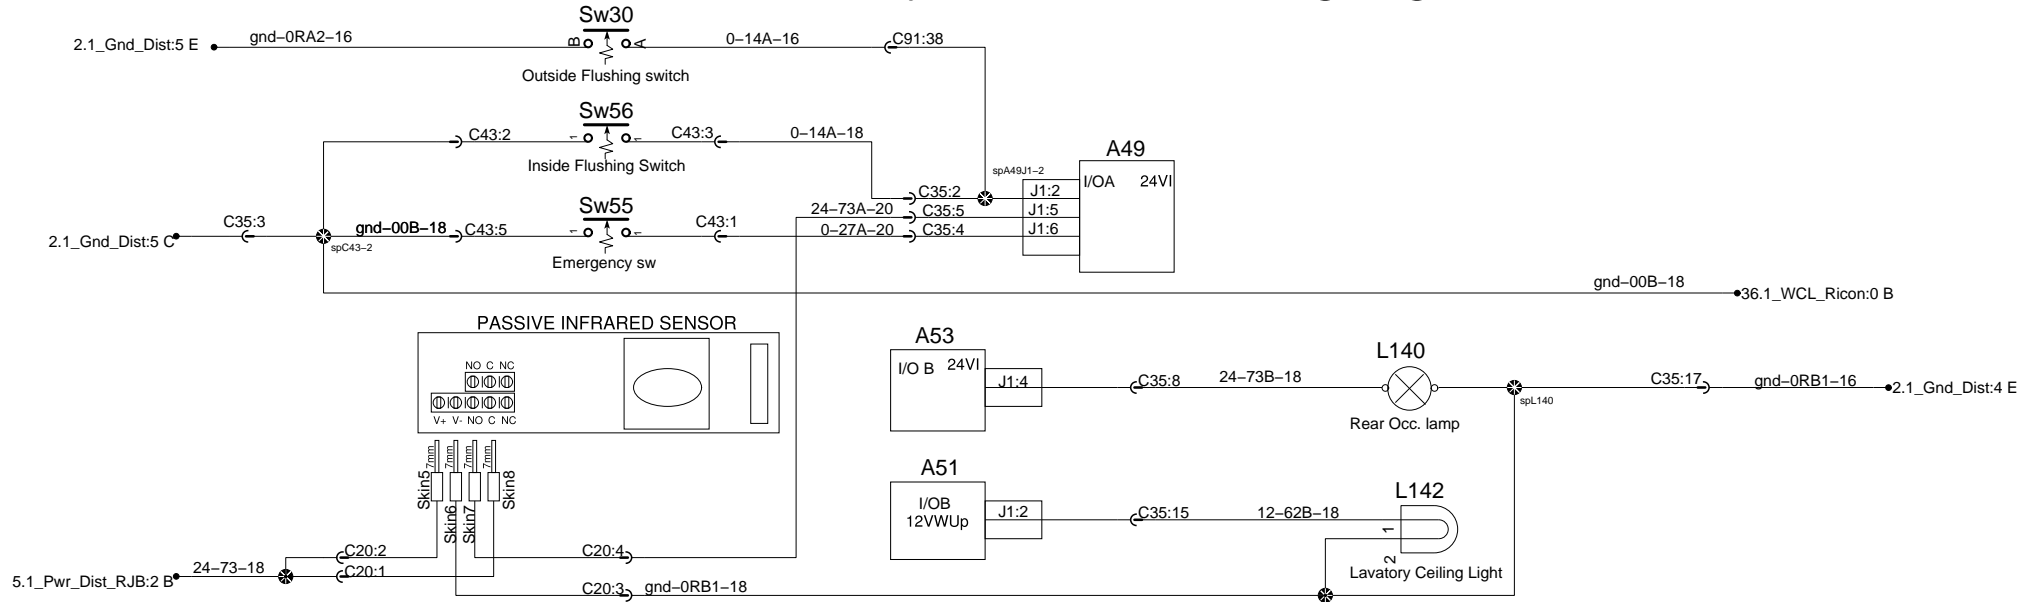 Sw30
2.1_Gnd_Dist:5 E
gnd-0RA2-16
B
A
0-14A-16
C91:38
Outside Flushing switch
Sw56
C43:2
1
1
C43:3
0-14A-18
Inside Flushing Switch
A49
spA49J1-2
I/OA
24VI
C35:2
J1:2
24-73A-20
C35:5
J1:5
Sw55
C35:3
gnd-00B-18
C43:5
1
1
C43:1
0-27A-20
C35:4
J1:6
2.1_Gnd_Dist:5 C
spC43-2
Emergency sw
gnd-00B-18
36.1_WCL_Ricon:0 B
PASSIVE INFRARED SENSOR
NO C NC
V+ V- NO C NC
A53
I/O B
24VI
J1:4
C35:8
24-73B-18
L140
C35:17
gnd-0RB1-16
2.1_Gnd_Dist:4 E
spL140
Rear Occ. lamp
7mm
7mm
7mm
7mm
Skin5
Skin6
Skin7
Skin8
A51
I/OB
12VWUp
J1:2
C35:15
12-62B-18
L142
1
2
Lavatory Ceiling Light
C20:2
C20:4
24-73-18
C20:1
5.1_Pwr_Dist_RJB:2 B
C20:3
gnd-0RB1-18